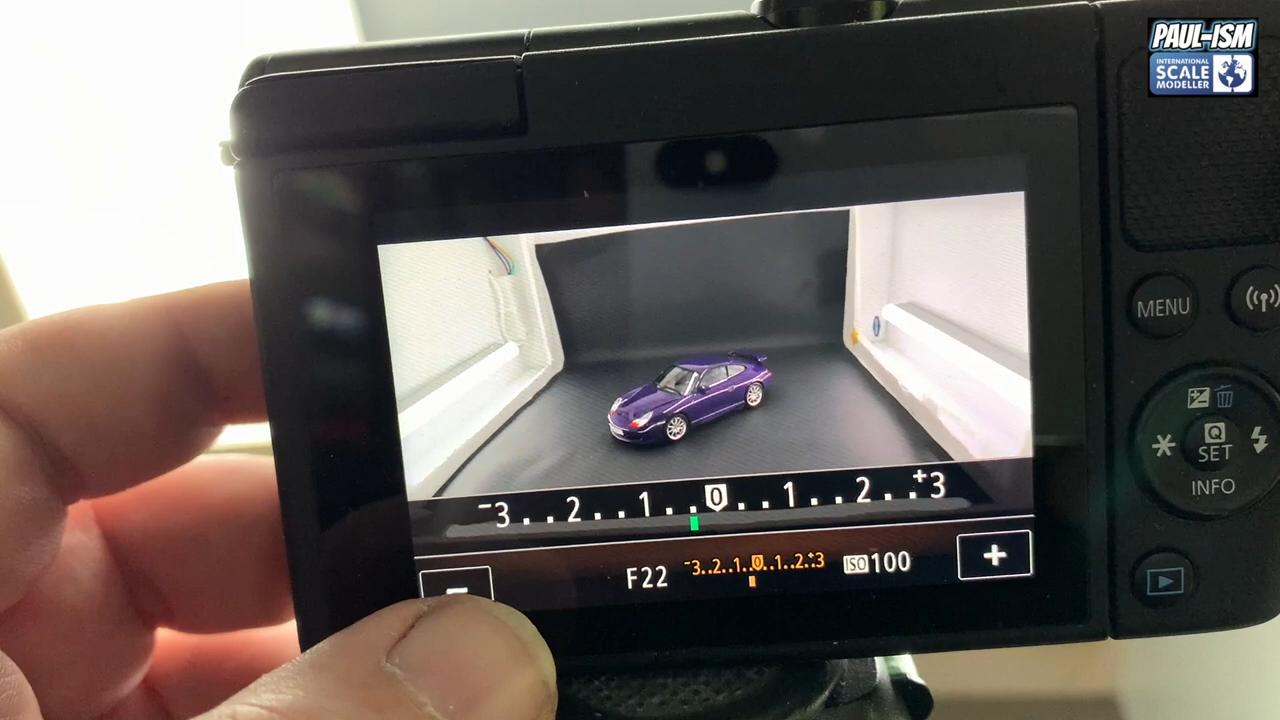 PAUL-ISM
INTERNATIONAL
SCALE
MODELLER
MENU
Q
SET
INFO
-3..2..1..0..1..2..+3
F22 -3..2..1..0..1..2..+3 ISO 100
- +